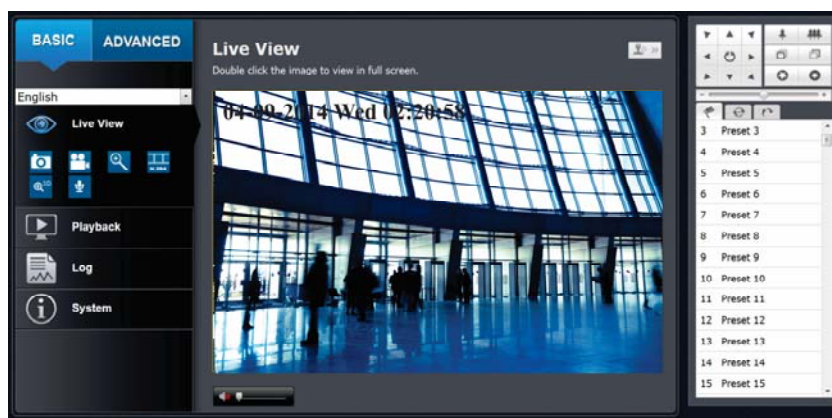 BASIC ADVANCED
English
Live View
Playback
Log
System
Live View
Double click the image to view in full screen.
04-09-2014 Wed 02:20:58
3 Preset 3
4 Preset 4
5 Preset 5
6 Preset 6
7 Preset 7
8 Preset 8
9 Preset 9
10 Preset 10
11 Preset 11
12 Preset 12
13 Preset 13
14 Preset 14
15 Preset 15